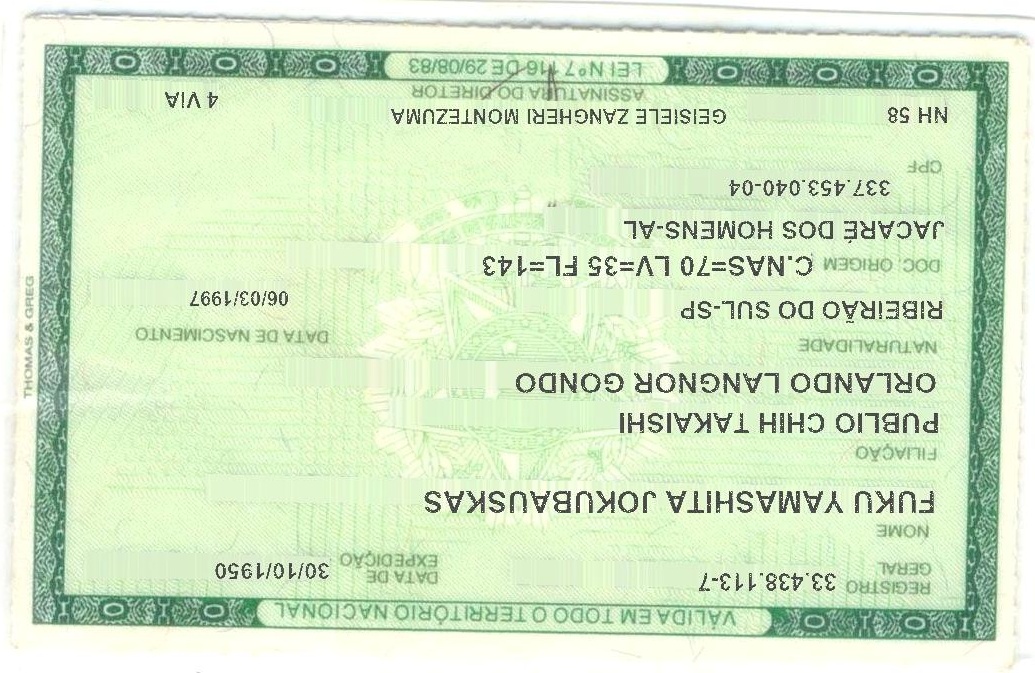 VÁLIDA EM TODO O TERRITÓRIO NACIONAL
REGISTRO GERAL 33.438.113-7 DATA DE EXPEDIÇÃO 30/10/1950
NOME
FUKU YAMASHITA JOKUBAUSKAS
FILIAÇÃO
PUBLIO CHIH TAKAISHI
ORLANDO LANGNOR GONDO
NATURALIDADE DATA DE NASCIMENTO
RIBEIRÃO DO SUL-SP 06/03/1997
DOC. ORIGEM C.NAS=70 LV=35 FL=143
JACARÉ DOS HOMENS-AL
337.453.040-04
CPF
NH 58 GEISIELE ZANGHERI MONTEZUMA 4 VIA
ASSINATURA DO DIRETOR
LEI Nº 7.116 DE 29/08/83
THOMAS & GREG